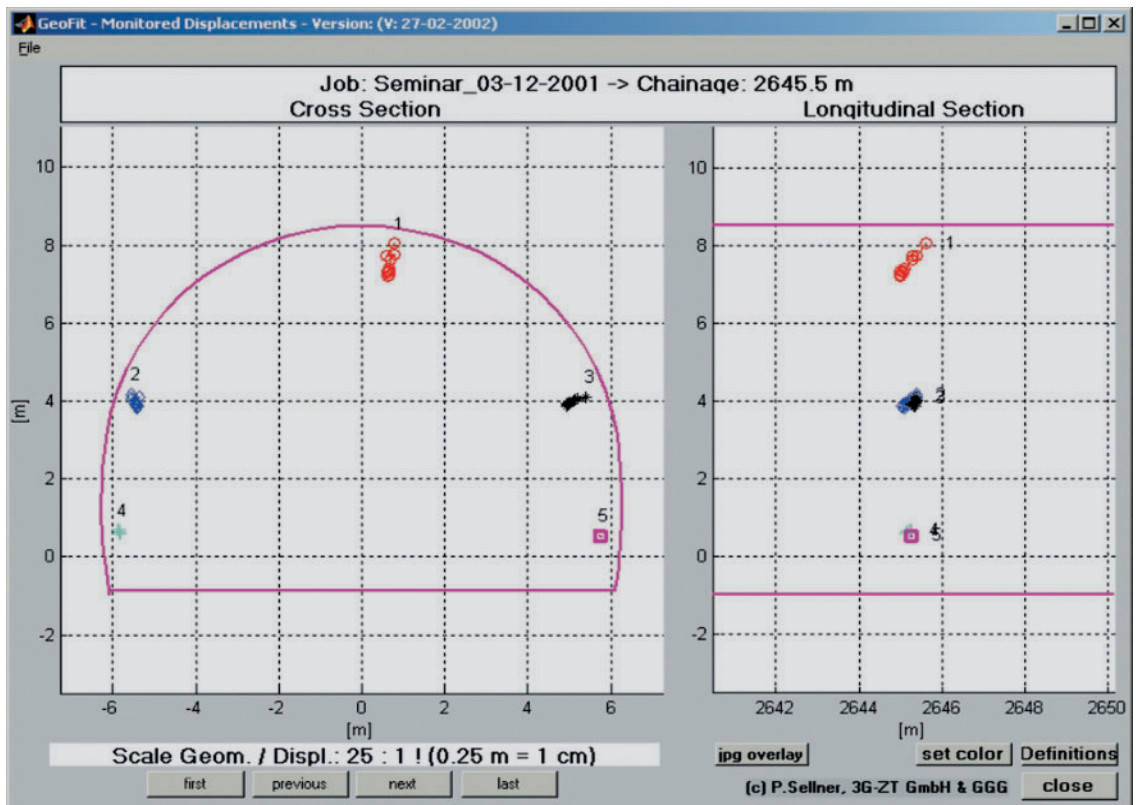 GeoFit - Monitored Displacements - Version: (V: 27-02-2002)
File
Job: Seminar_03-12-2001 -> Chainage: 2645.5 m
Cross Section
Longitudinal Section
10
8
6
4
2
0
-2
[m]
-6
-4
-2
0
2
4
6
[m]
1
2
3
4
5
10
8
6
4
2
0
-2
2642
2644
2646
2648
2650
[m]
1
Scale Geom. / Displ.: 25 : 1 ! (0.25 m = 1 cm)
first
previous
next
last
jpg overlay
set color
Definitions
(c) P.Sellner, 3G-ZT GmbH & GGG
close